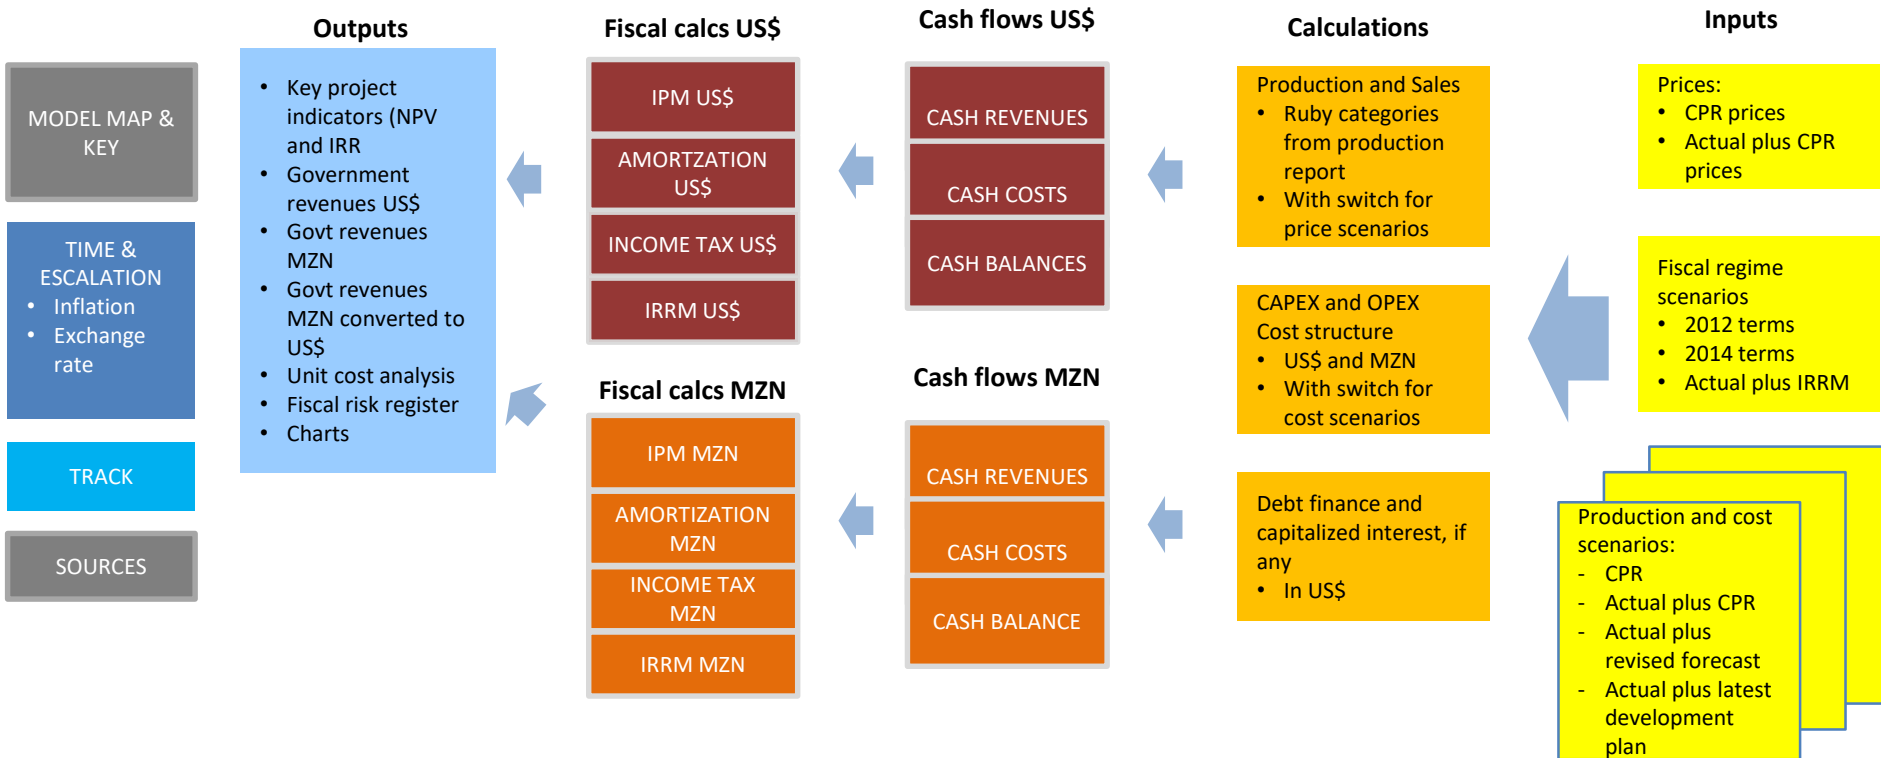 MODEL MAP &
KEY
TIME &
ESCALATION
• Inflation
• Exchange
rate
TRACK
SOURCES
Outputs
• Key project
indicators (NPV
and IRR
• Government
revenues US$
• Govt revenues
MZN
• Govt revenues
MZN converted to
US$
• Unit cost analysis
• Fiscal risk register
• Charts
Fiscal calcs US$
IPM US$
AMORTZATION
US$
INCOME TAX US$
IRRM US$
Fiscal calcs MZN
IPM MZN
AMORTIZATION
MZN
INCOME TAX
MZN
IRRM MZN
Cash flows US$
CASH REVENUES
CASH COSTS
CASH BALANCES
Cash flows MZN
CASH REVENUES
CASH COSTS
CASH BALANCE
Calculations
Production and Sales
• Ruby categories
from production
report
• With switch for
price scenarios
CAPEX and OPEX
Cost structure
• US$ and MZN
• With switch for
cost scenarios
Debt finance and
capitalized interest, if
any
• In US$
Inputs
Prices:
• CPR prices
• Actual plus CPR
prices
Fiscal regime
scenarios
• 2012 terms
• 2014 terms
• Actual plus IRRM
Production and cost
scenarios:
- CPR
- Actual plus CPR
- Actual plus
revised forecast
- Actual plus latest
development
plan